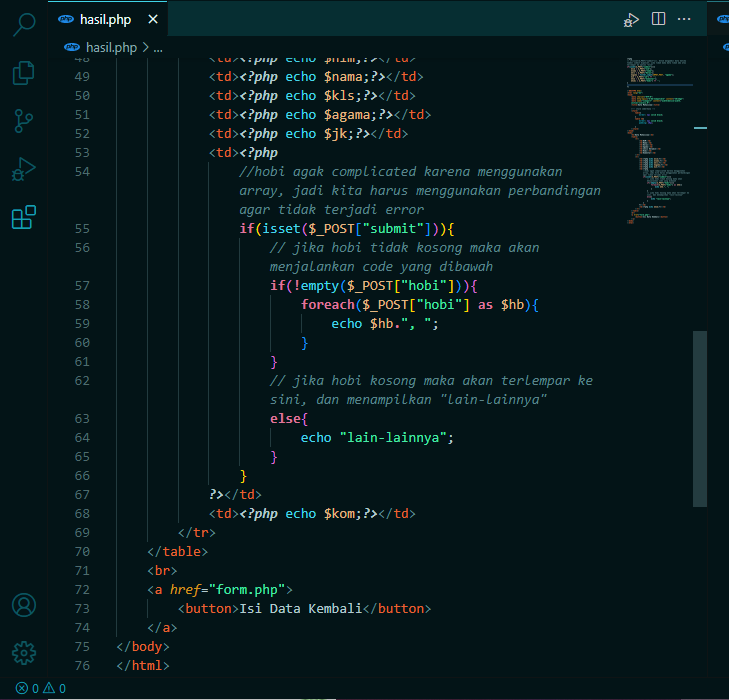 hasil.php
hasil.php > ...
48 <td><?php echo $nim;?></td>
49 <td><?php echo $nama;?></td>
50 <td><?php echo $kls;?></td>
51 <td><?php echo $agama;?></td>
52 <td><?php echo $jk;?></td>
53 <td><?php
54 //hobi agak complicated karena menggunakan
array, jadi kita harus menggunakan perbandingan
agar tidak terjadi error
55 if(isset($_POST["submit"])){
56 // jika hobi tidak kosong maka akan
menjalankan code yang dibawah
57 if(!empty($_POST["hobi"])){
58 foreach($_POST["hobi"] as $hb){
59 echo $hb.", ";
60 }
61 }
62 // jika hobi kosong maka akan terlempar ke
sini, dan menampilkan "lain-lainnya"
63 else{
64 echo "lain-lainnya";
65 }
66 }
67 ?></td>
68 <td><?php echo $kom;?></td>
69 </tr>
70 </table>
71 <br>
72 <a href="form.php">
73 <button>Isi Data Kembali</button>
74 </a>
75 </body>
76 </html>
0 0